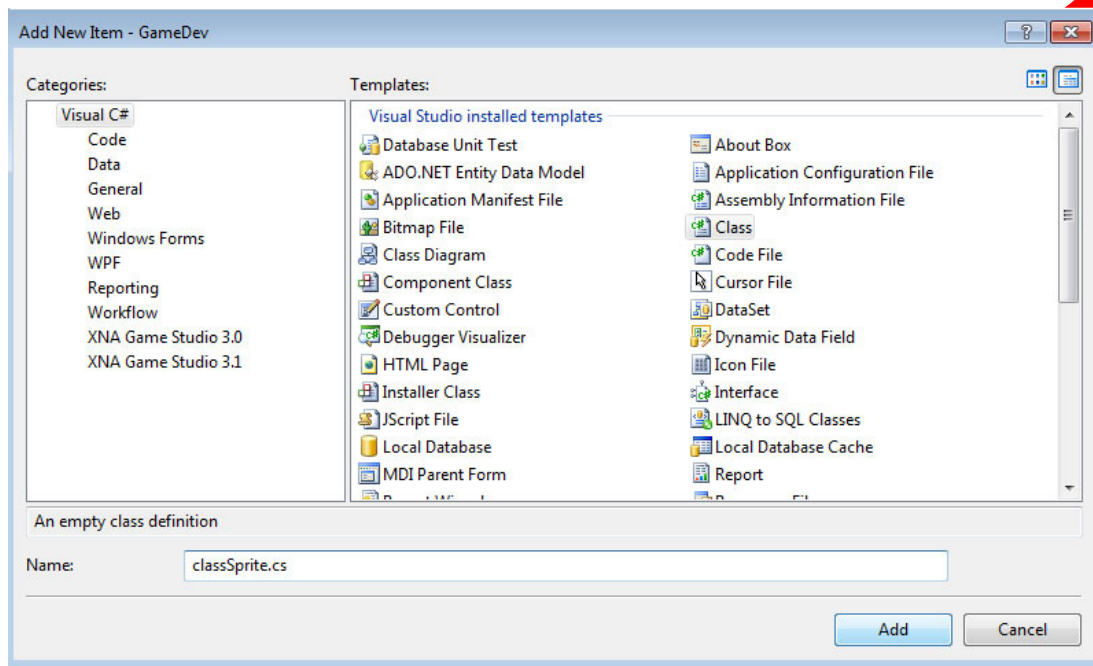 Add New Item - GameDev
Categories:
Templates:
Visual C#
Code
Data
General
Web
Windows Forms
WPF
Reporting
Workflow
XNA Game Studio 3.0
XNA Game Studio 3.1
Visual Studio installed templates
Database Unit Test
About Box
ADO.NET Entity Data Model
Application Configuration File
Application Manifest File
Assembly Information File
Bitmap File
Class
Class Diagram
Code File
Component Class
Cursor File
Custom Control
DataSet
Debugger Visualizer
Dynamic Data Field
HTML Page
Icon File
Installer Class
Interface
JScript File
LINQ to SQL Classes
Local Database
Local Database Cache
MDI Parent Form
Report
An empty class definition
Name:
classSprite.cs
Add
Cancel